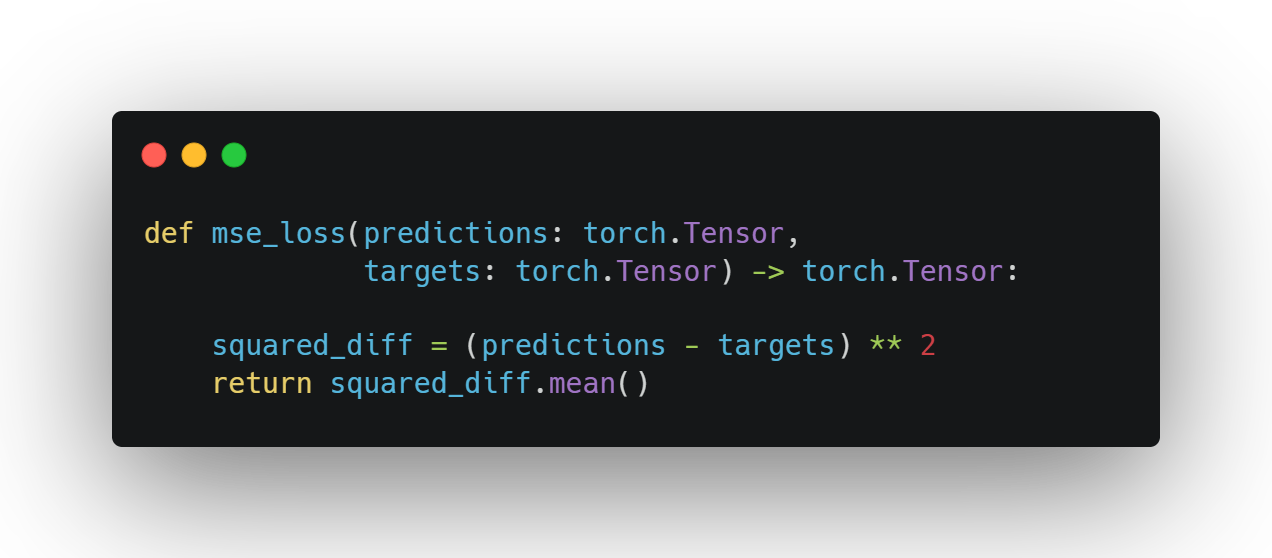 def mse_loss(predictions: torch.Tensor,
             targets: torch.Tensor) -> torch.Tensor:

    squared_diff = (predictions - targets) ** 2
    return squared_diff.mean()